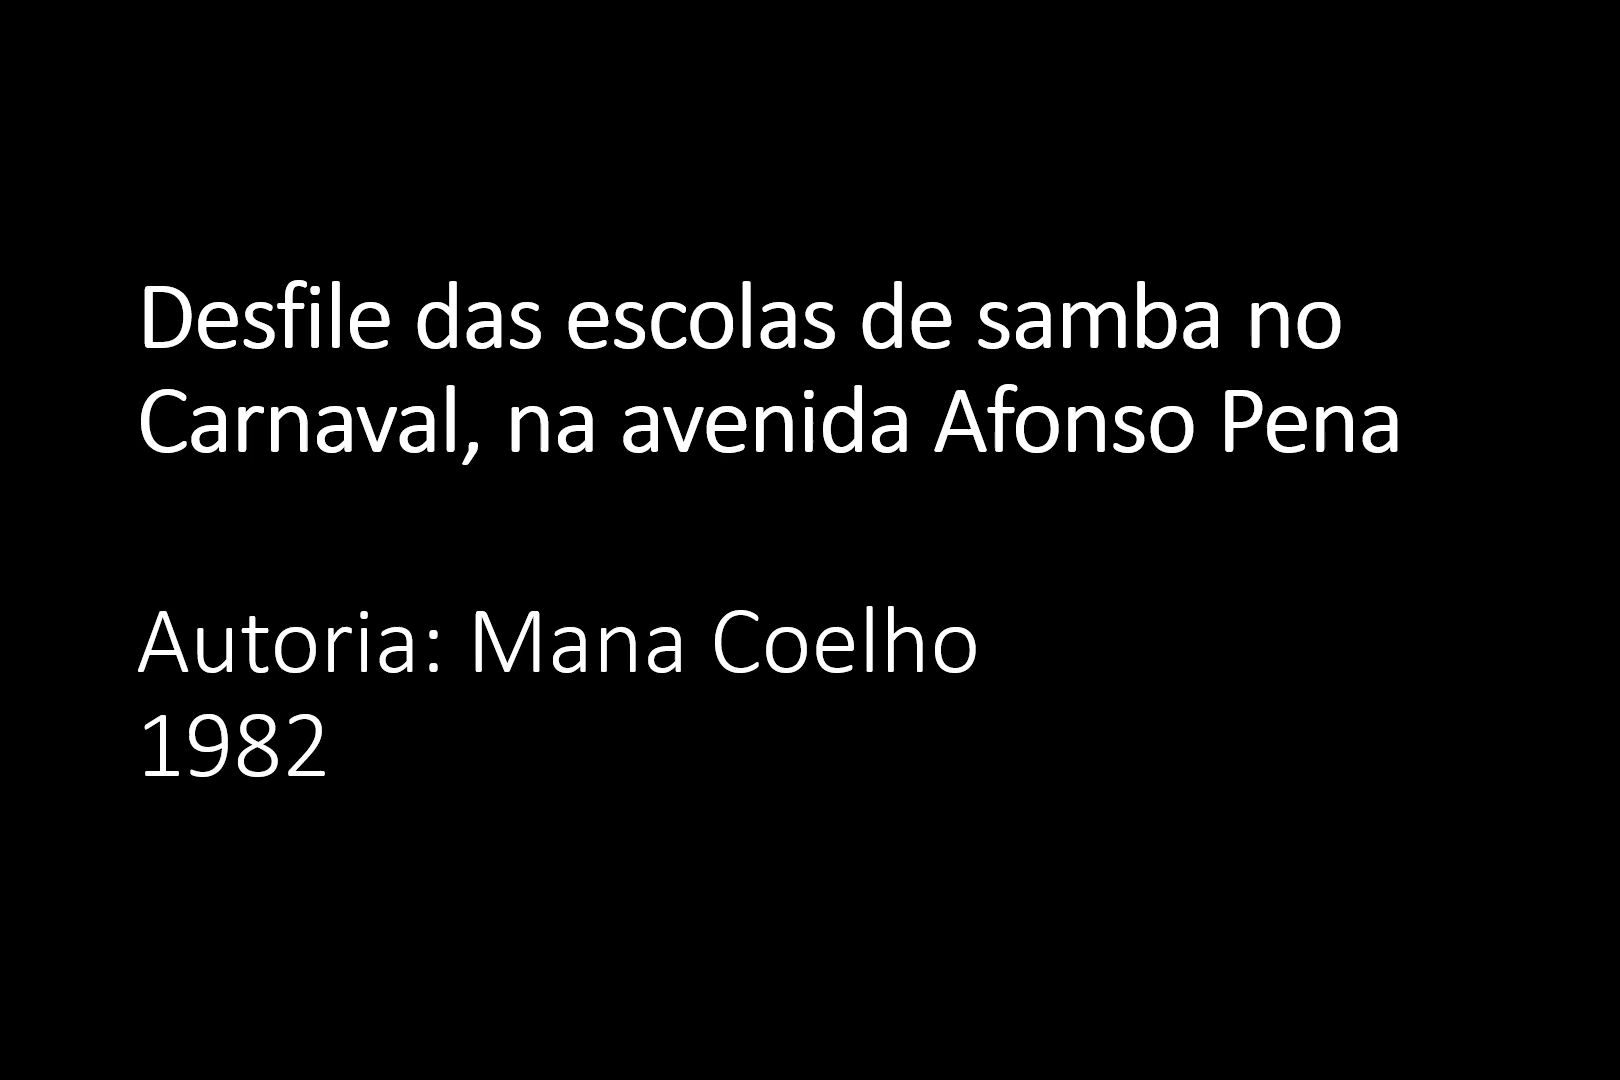 Desfile das escolas de samba no
Carnaval, na avenida Afonso Pena
Autoria: Mana Coelho
1982